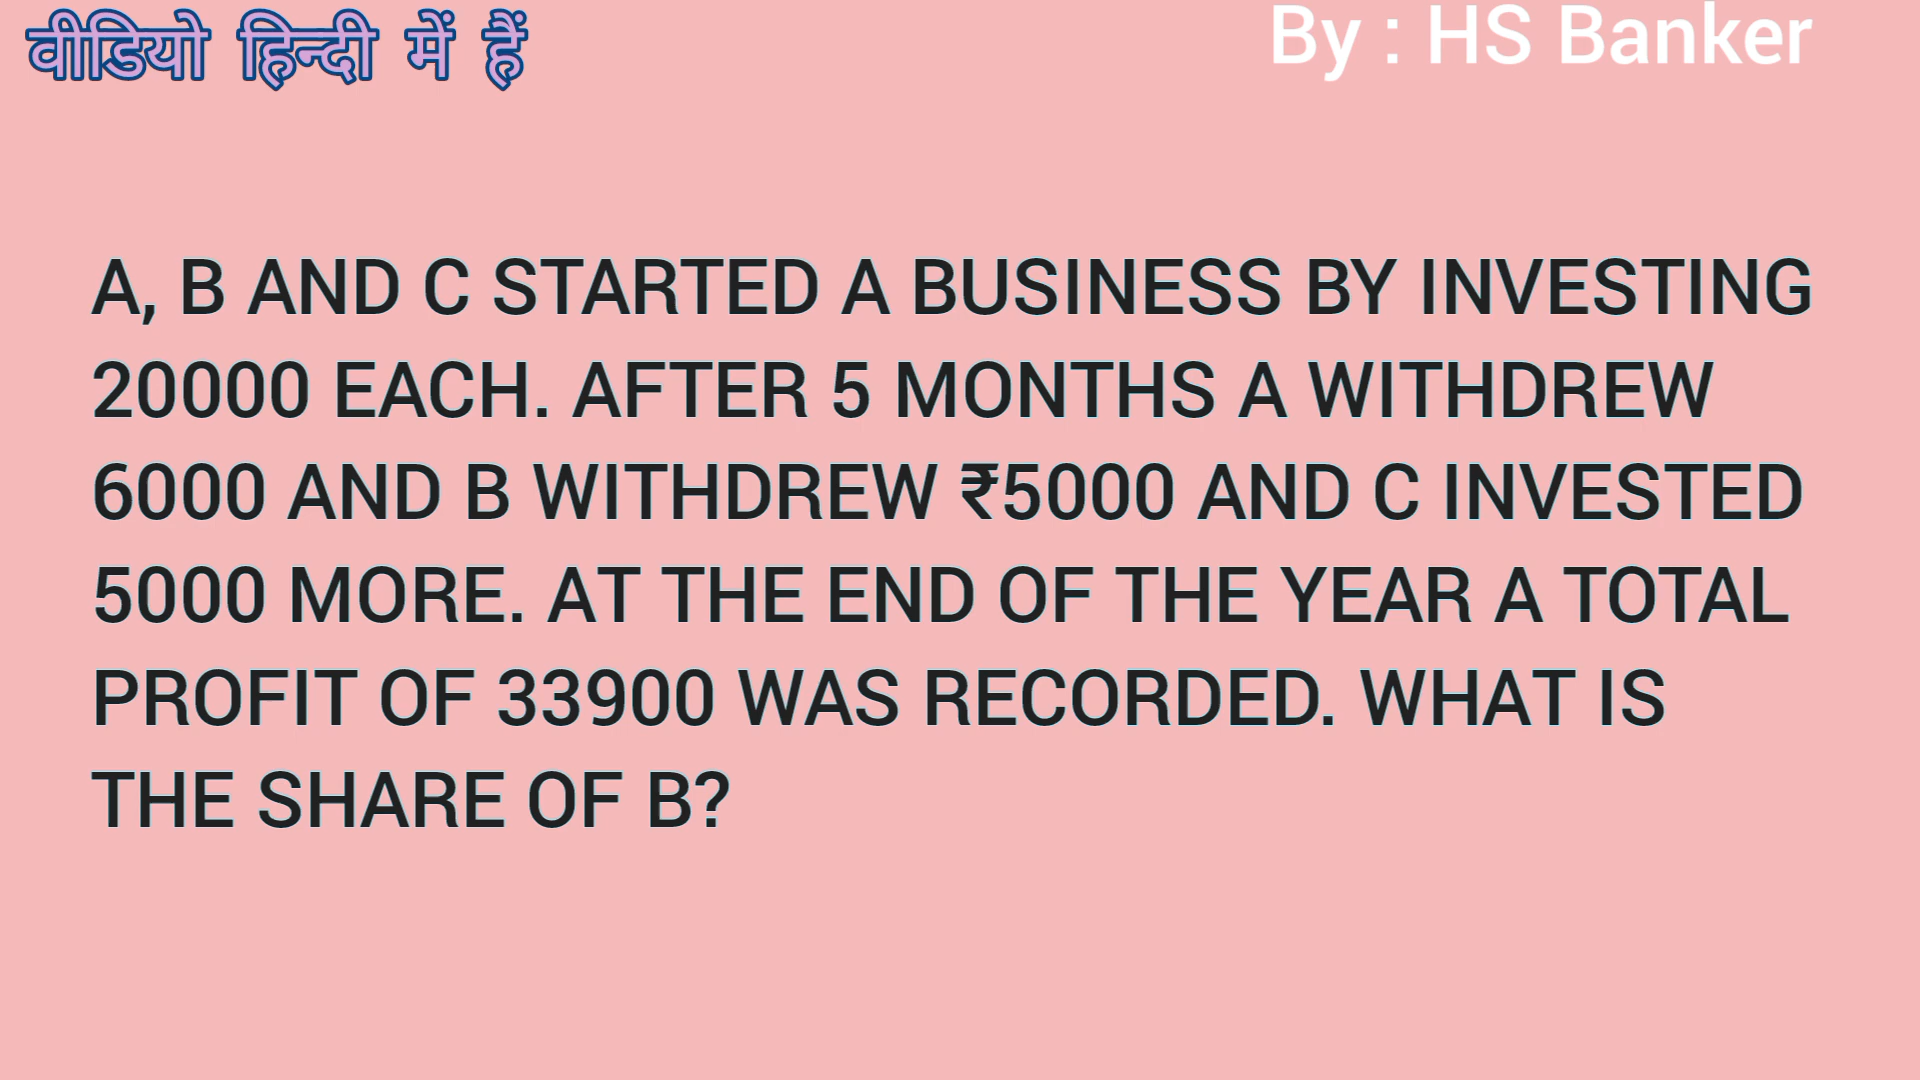 वीडियो हिन्दी में हैं
By : HS Banker
A, B AND C STARTED A BUSINESS BY INVESTING
20000 EACH. AFTER 5 MONTHS A WITHDREW
6000 AND B WITHDREW ₹5000 AND C INVESTED
5000 MORE. AT THE END OF THE YEAR A TOTAL
PROFIT OF 33900 WAS RECORDED. WHAT IS
THE SHARE OF B?